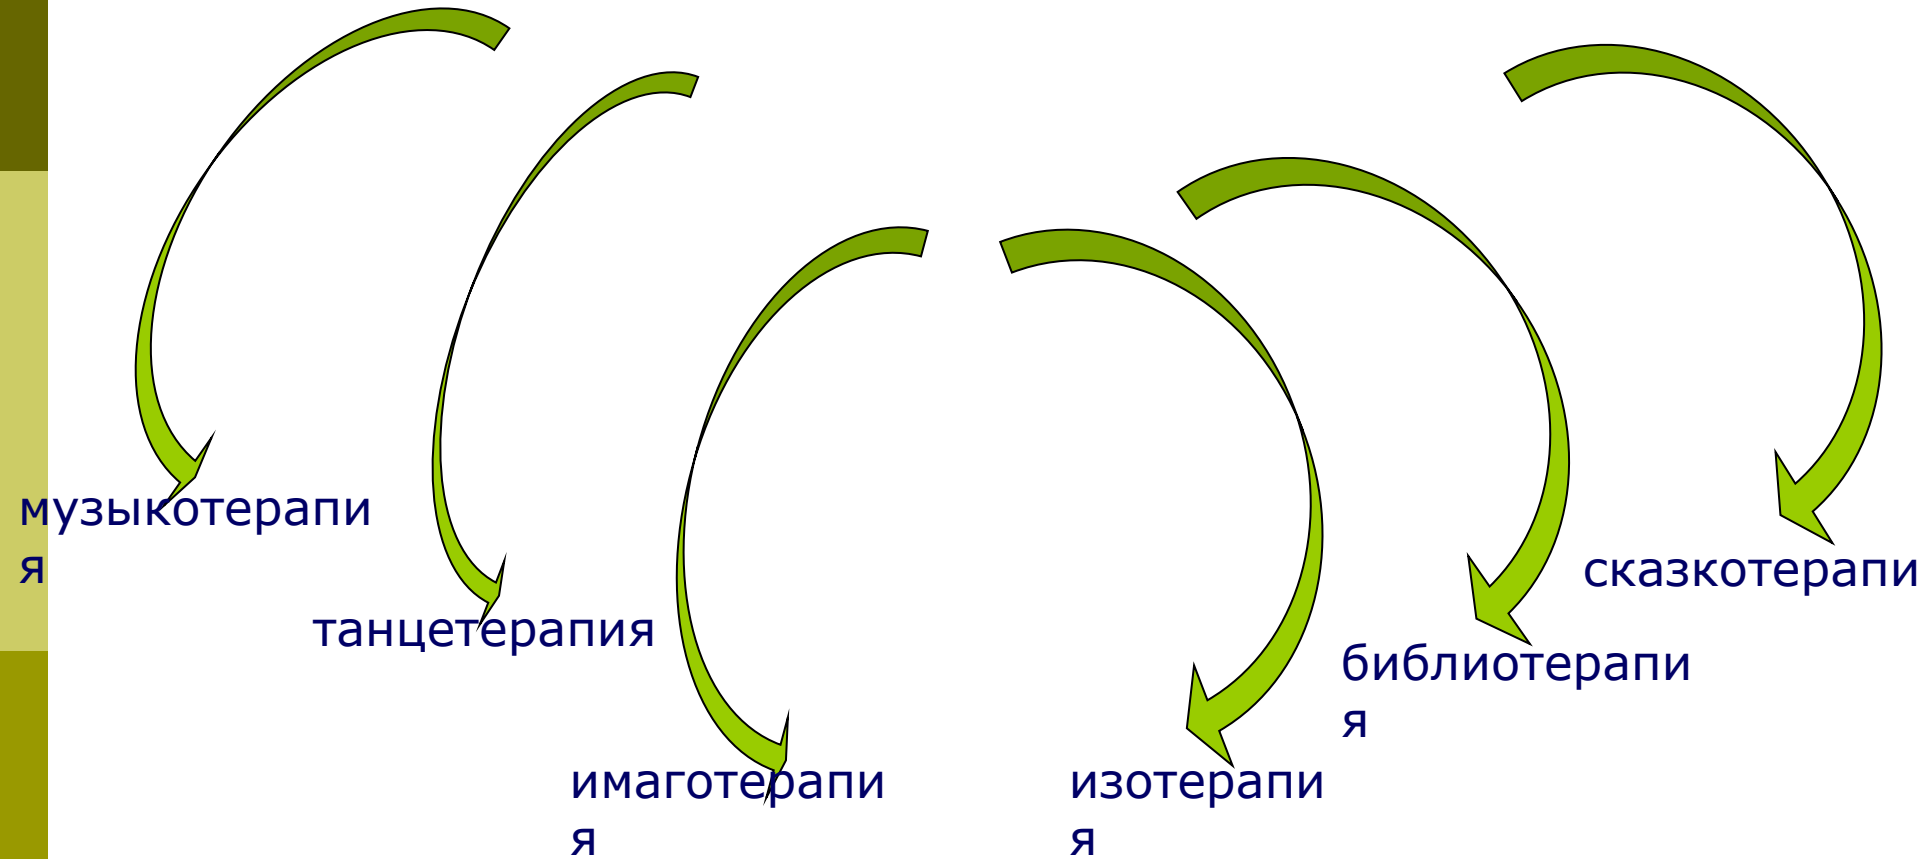 музыкотерапи
я
танцетерапия
имаготерапи
я
изотерапи
я
библиотерапи
я
сказкотерапи